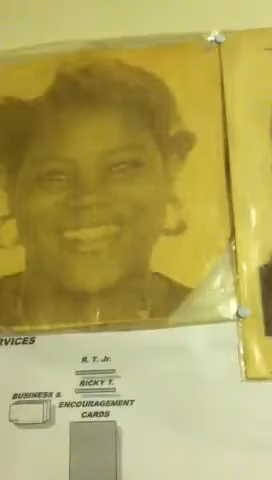 RVICES
R. T. Jr.
RICKY T.
BUSINESS &
ENCOURAGEMENT
CARDS